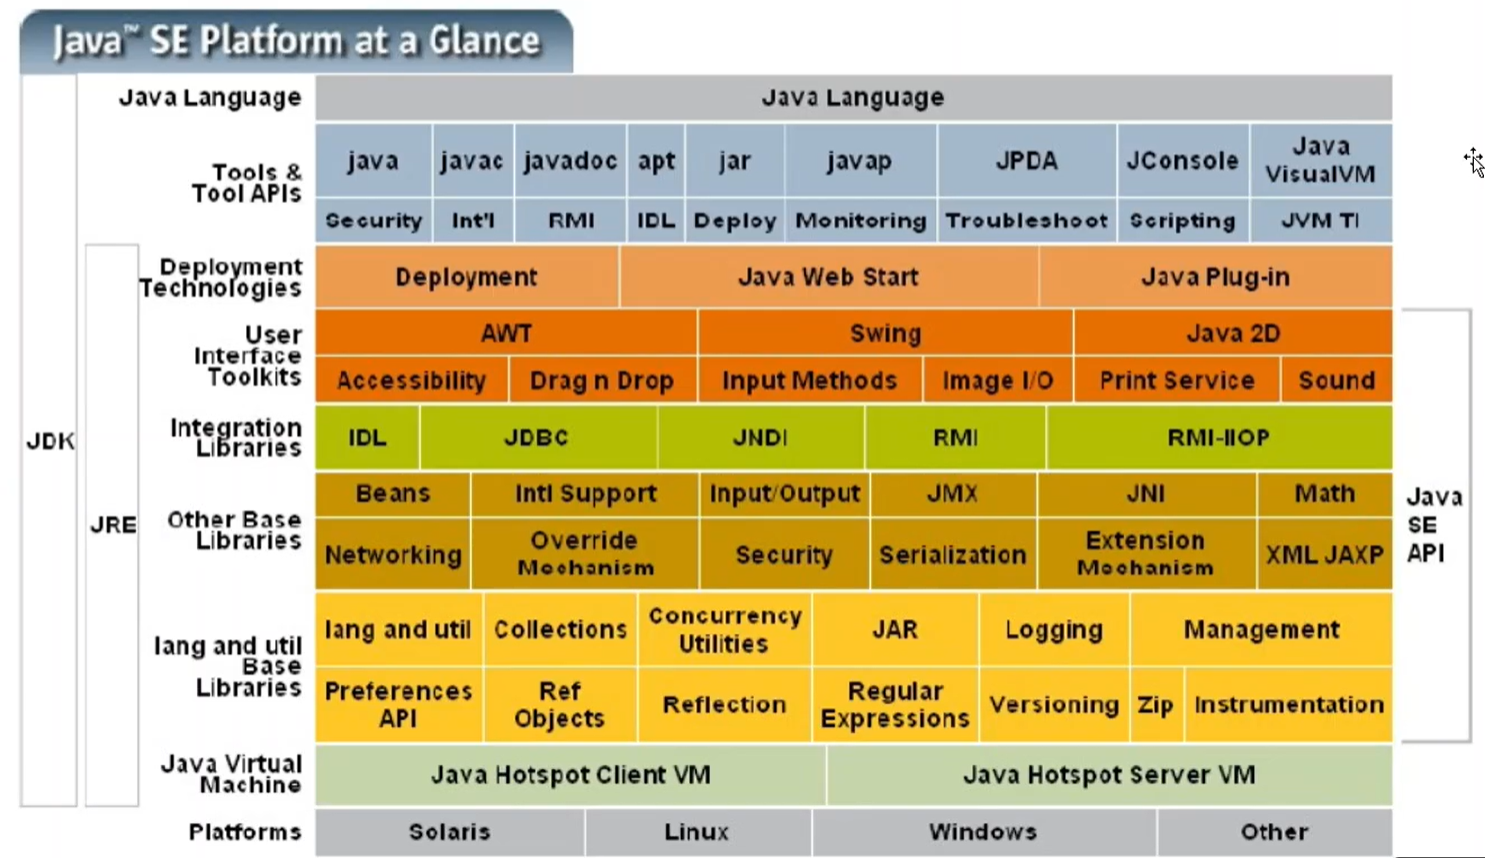 Java™ SE Platform at a Glance
Java Language
Java Language
Tools &
Tool APIs
java javac javadoc apt jar javap JPDA JConsole Java
VisualVM
Security Int'l RMI IDL Deploy Monitoring Troubleshoot Scripting JVM TI
Deployment
Technologies
Deployment Java Web Start Java Plug-in
User
Interface
Toolkits
AWT Swing Java 2D
Accessibility Drag n Drop Input Methods Image I/O Print Service Sound
Integration
Libraries
IDL JDBC JNDI RMI RMI-IIOP
JDK
JRE
Other Base
Libraries
Beans Intl Support Input/Output JMX JNI Math
Networking Override
Mechanism Security Serialization Extension
Mechanism XML JAXP
Java
SE
API
lang and util
Base
Libraries
lang and util Collections Concurrency
Utilities JAR Logging Management
Preferences
API Ref
Objects Reflection Regular
Expressions Versioning Zip Instrumentation
Java Virtual
Machine
Java Hotspot Client VM Java Hotspot Server VM
Platforms
Solaris Linux Windows Other